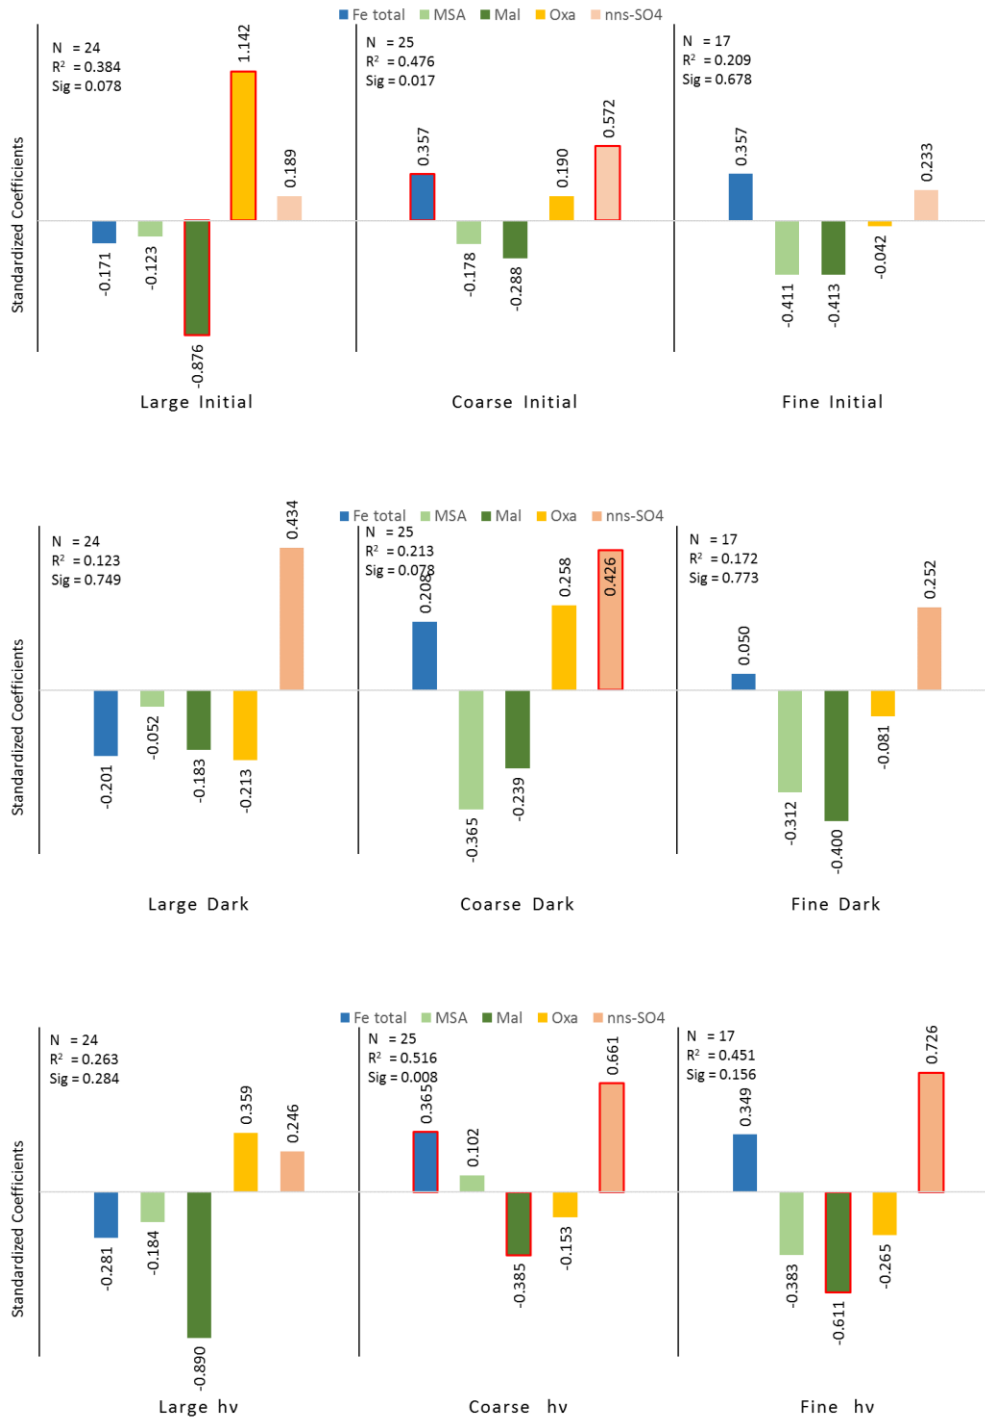 Fe total MSA Mal Oxa nns-SO4
N = 24
R² = 0.384
Sig = 0.078
N = 25
R² = 0.476
Sig = 0.017
N = 17
R² = 0.209
Sig = 0.678
Standardized Coefficients
-0.171
-0.123
-0.876
1.142
0.189
0.357
-0.178
-0.288
0.190
0.572
0.357
-0.411
-0.413
-0.042
0.233
Large Initial
Coarse Initial
Fine Initial
Fe total MSA Mal Oxa nns-SO4
N = 24
R² = 0.123
Sig = 0.749
N = 25
R² = 0.213
Sig = 0.078
N = 17
R² = 0.172
Sig = 0.773
Standardized Coefficients
-0.201
-0.052
-0.183
-0.213
0.434
0.208
-0.365
-0.239
0.258
0.426
0.050
-0.312
-0.400
-0.081
0.252
Large Dark
Coarse Dark
Fine Dark
Fe total MSA Mal Oxa nns-SO4
N = 24
R² = 0.263
Sig = 0.284
N = 25
R² = 0.516
Sig = 0.008
N = 17
R² = 0.451
Sig = 0.156
Standardized Coefficients
-0.281
-0.184
-0.890
0.359
0.246
0.365
0.102
-0.385
-0.153
0.661
0.349
-0.383
-0.611
-0.265
0.726
Large hν
Coarse hν
Fine hν